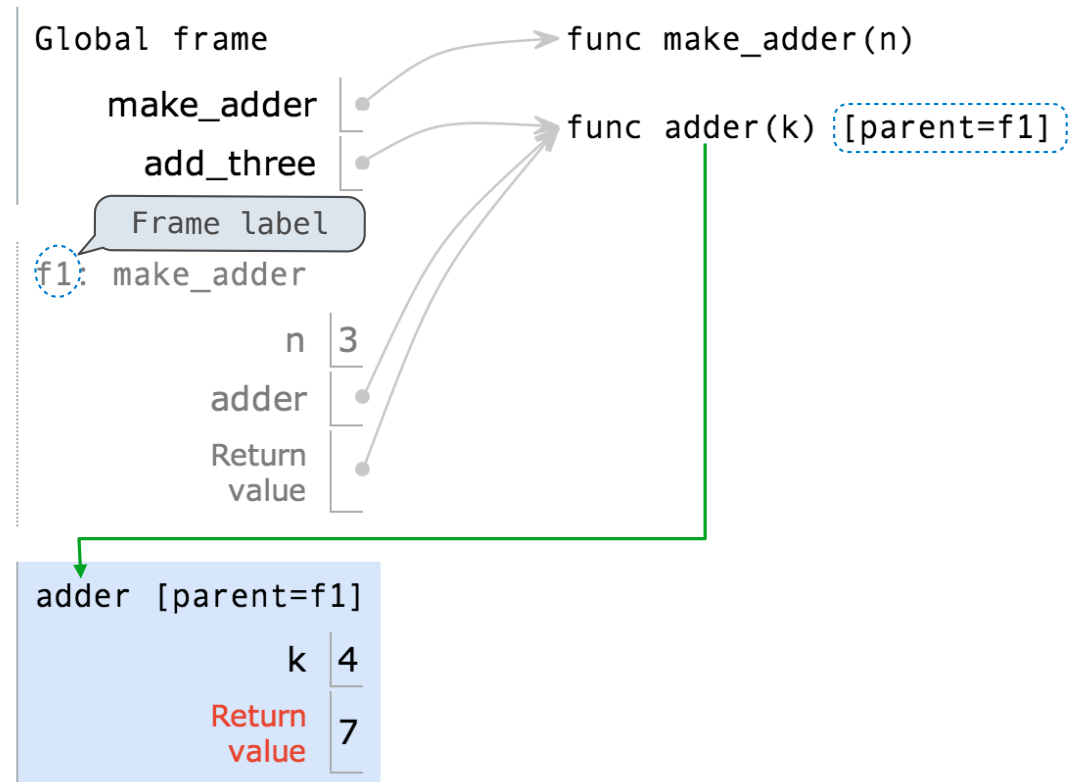 Global frame
func make_adder(n)
make_adder
func adder(k) [parent=f1]
add_three
Frame label
f1: make_adder
n 3
adder
Return
value
adder [parent=f1]
k 4
Return
value 7